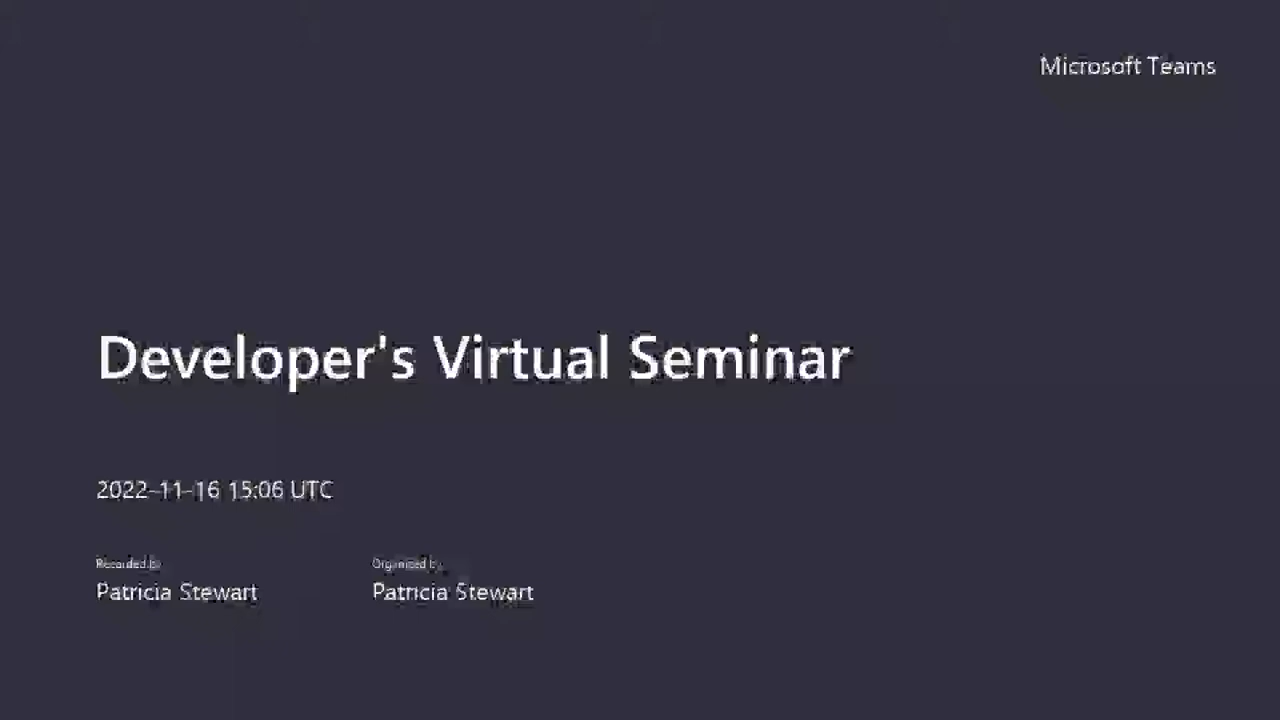 Microsoft Teams
Developer's Virtual Seminar
2022-11-16 15:06 UTC
Recorded by
Organized by
Patricia Stewart
Patricia Stewart